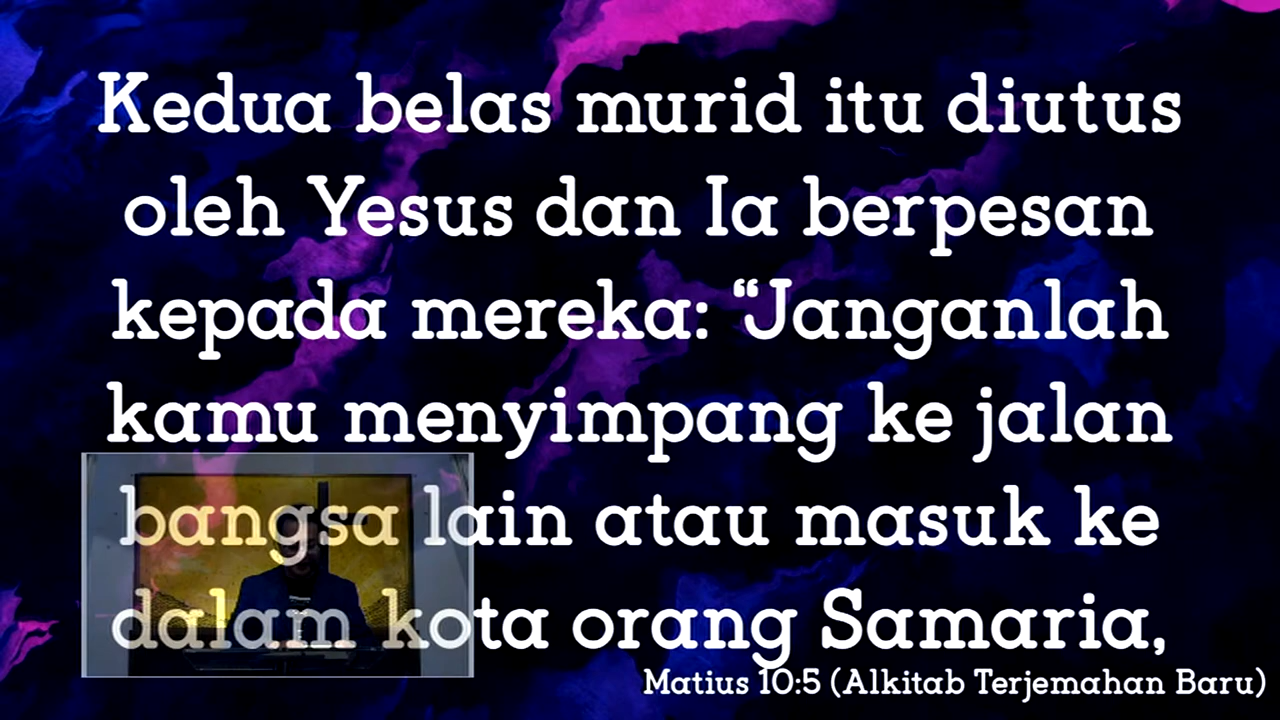 Kedua belas murid itu diutus
oleh Yesus dan Ia berpesan
kepada mereka: “Janganlah
kamu menyimpang ke jalan
bangsa lain atau masuk ke
dalam kota orang Samaria,
Matius 10:5 (Alkitab Terjemahan Baru)